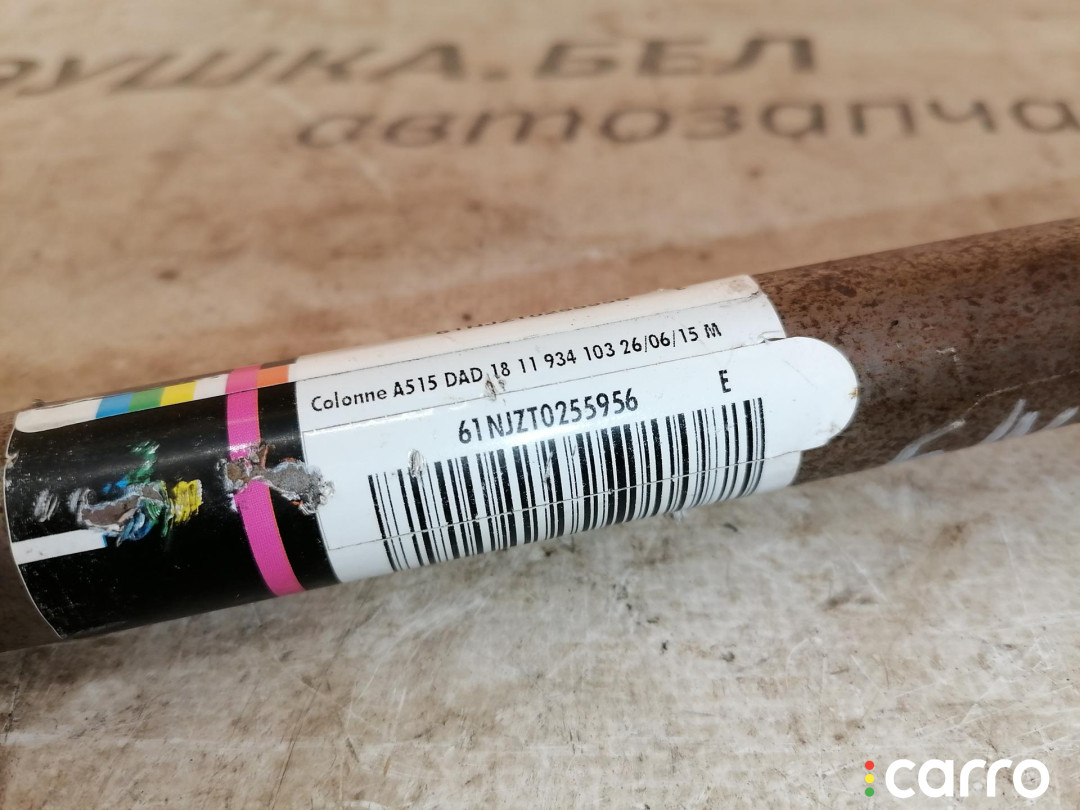 РУШКА.БЕЛ
автозапча
Colonne A515 DAD 18 11 934 103 26/06/15 M
61NJZT0255956
E
carro